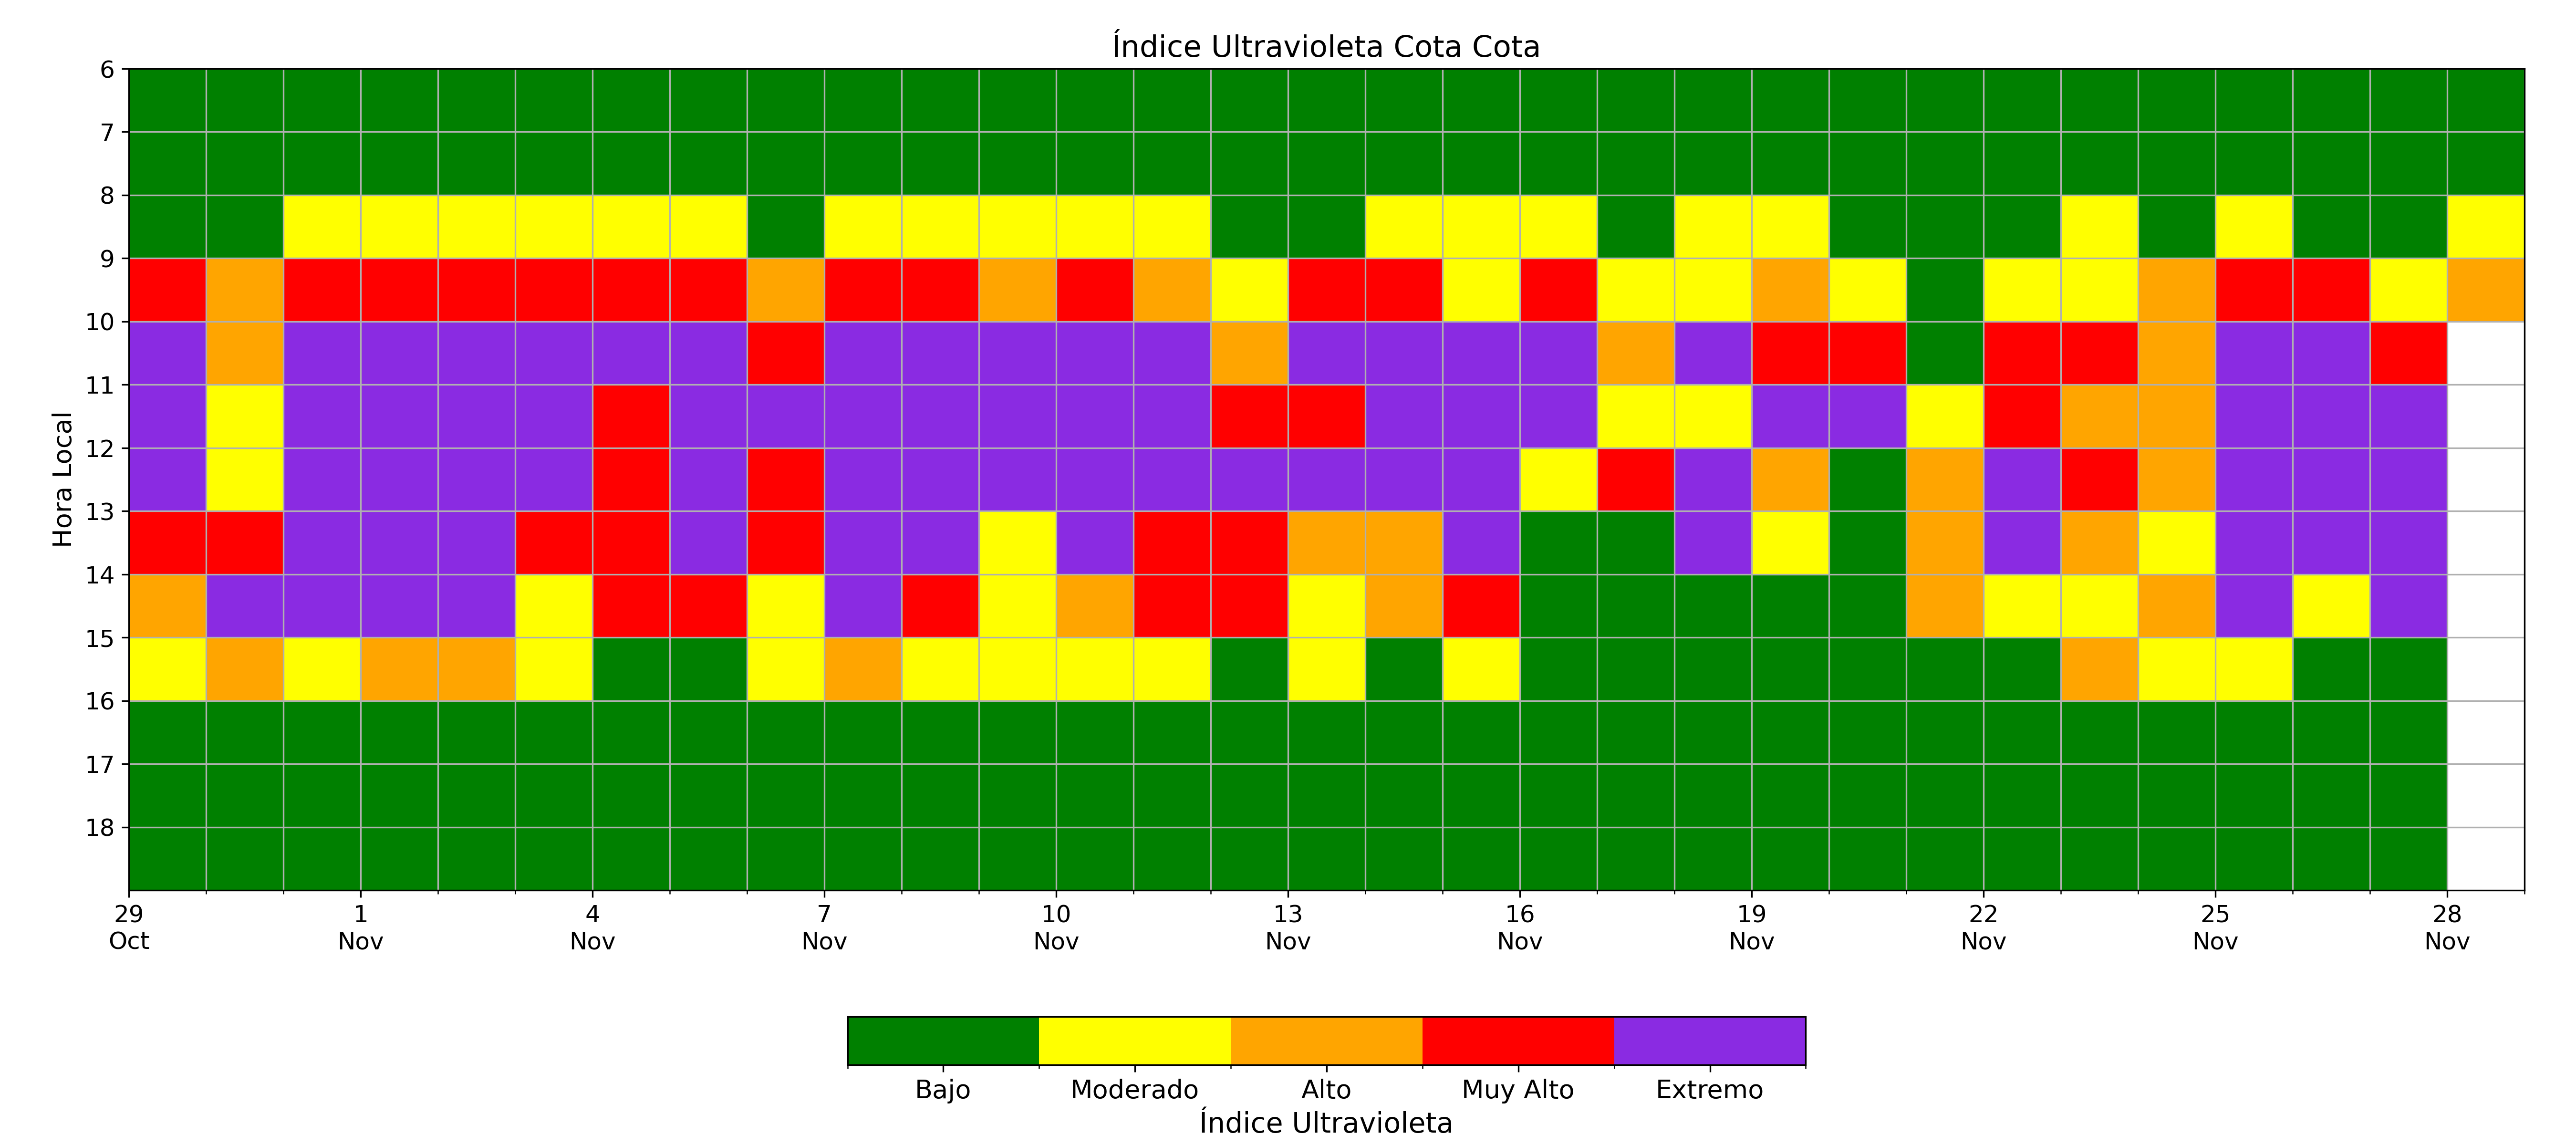 Índice Ultravioleta Cota Cota
6
7
8
9
10
11
12
13
14
15
16
17
18
Hora Local
29 1 4 7 10 13 16 19 22 25 28
Oct Nov Nov Nov Nov Nov Nov Nov Nov Nov Nov
Bajo Moderado Alto Muy Alto Extremo
Índice Ultravioleta